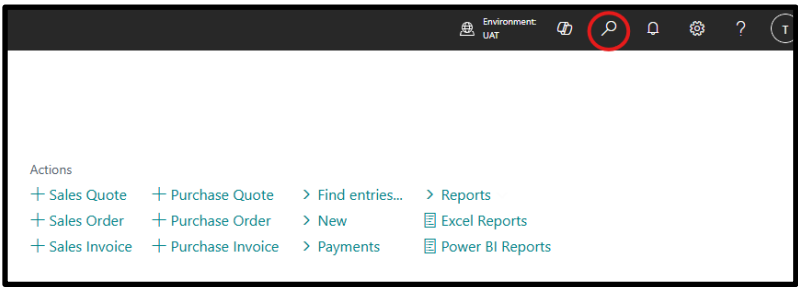 Environment:
UAT
?
T
Actions
+ Sales Quote + Purchase Quote > Find entries... > Reports
+ Sales Order + Purchase Order > New Excel Reports
+ Sales Invoice + Purchase Invoice > Payments Power BI Reports